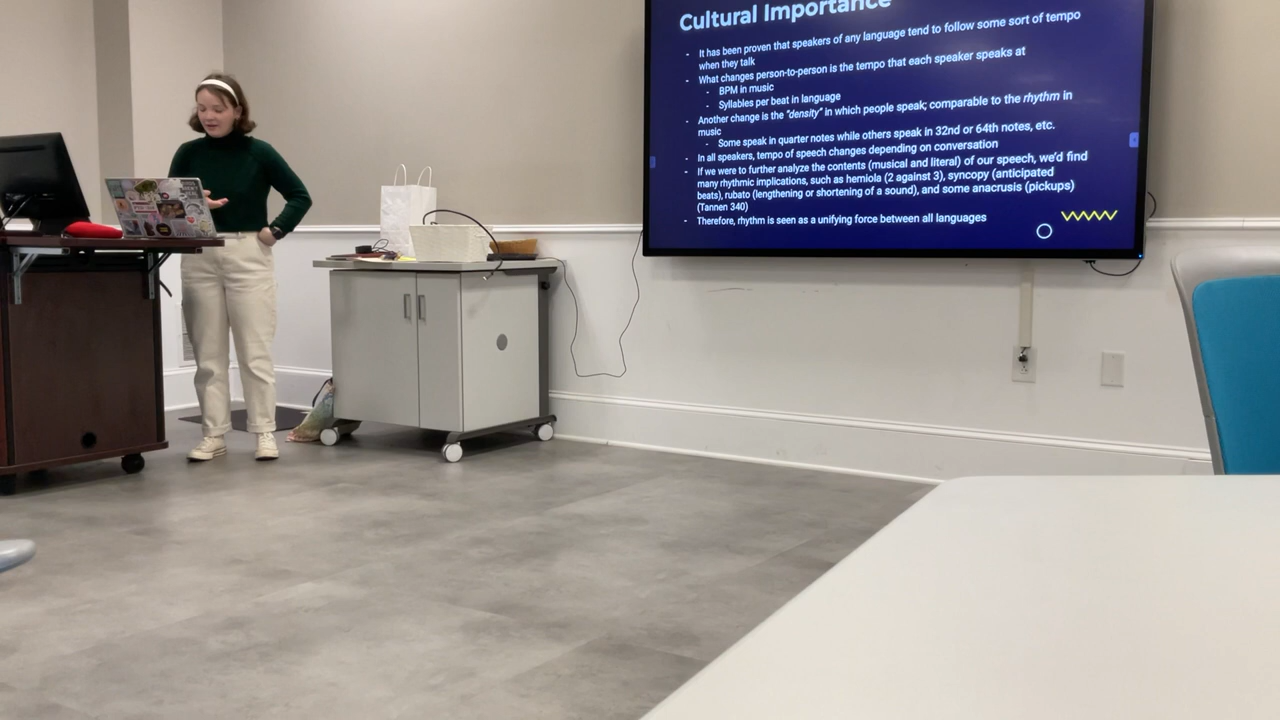 Cultural Importance
- It has been proven that speakers of any language tend to follow some sort of tempo
when they talk
- What changes person-to-person is the tempo that each speaker speaks at
- BPM in music
- Syllables per beat in language
- Another change is the "density" in which people speak; comparable to the rhythm in
music
- Some speak in quarter notes while others speak in 32nd or 64th notes, etc.
- In all speakers, tempo of speech changes depending on conversation
- If we were to further analyze the contents (musical and literal) of our speech, we'd find
many rhythmic implications, such as hemiola (2 against 3), syncopy (anticipated
beats), rubato (lengthening or shortening of a sound), and some anacrusis (pickups)
(Tannen 340)
- Therefore, rhythm is seen as a unifying force between all languages